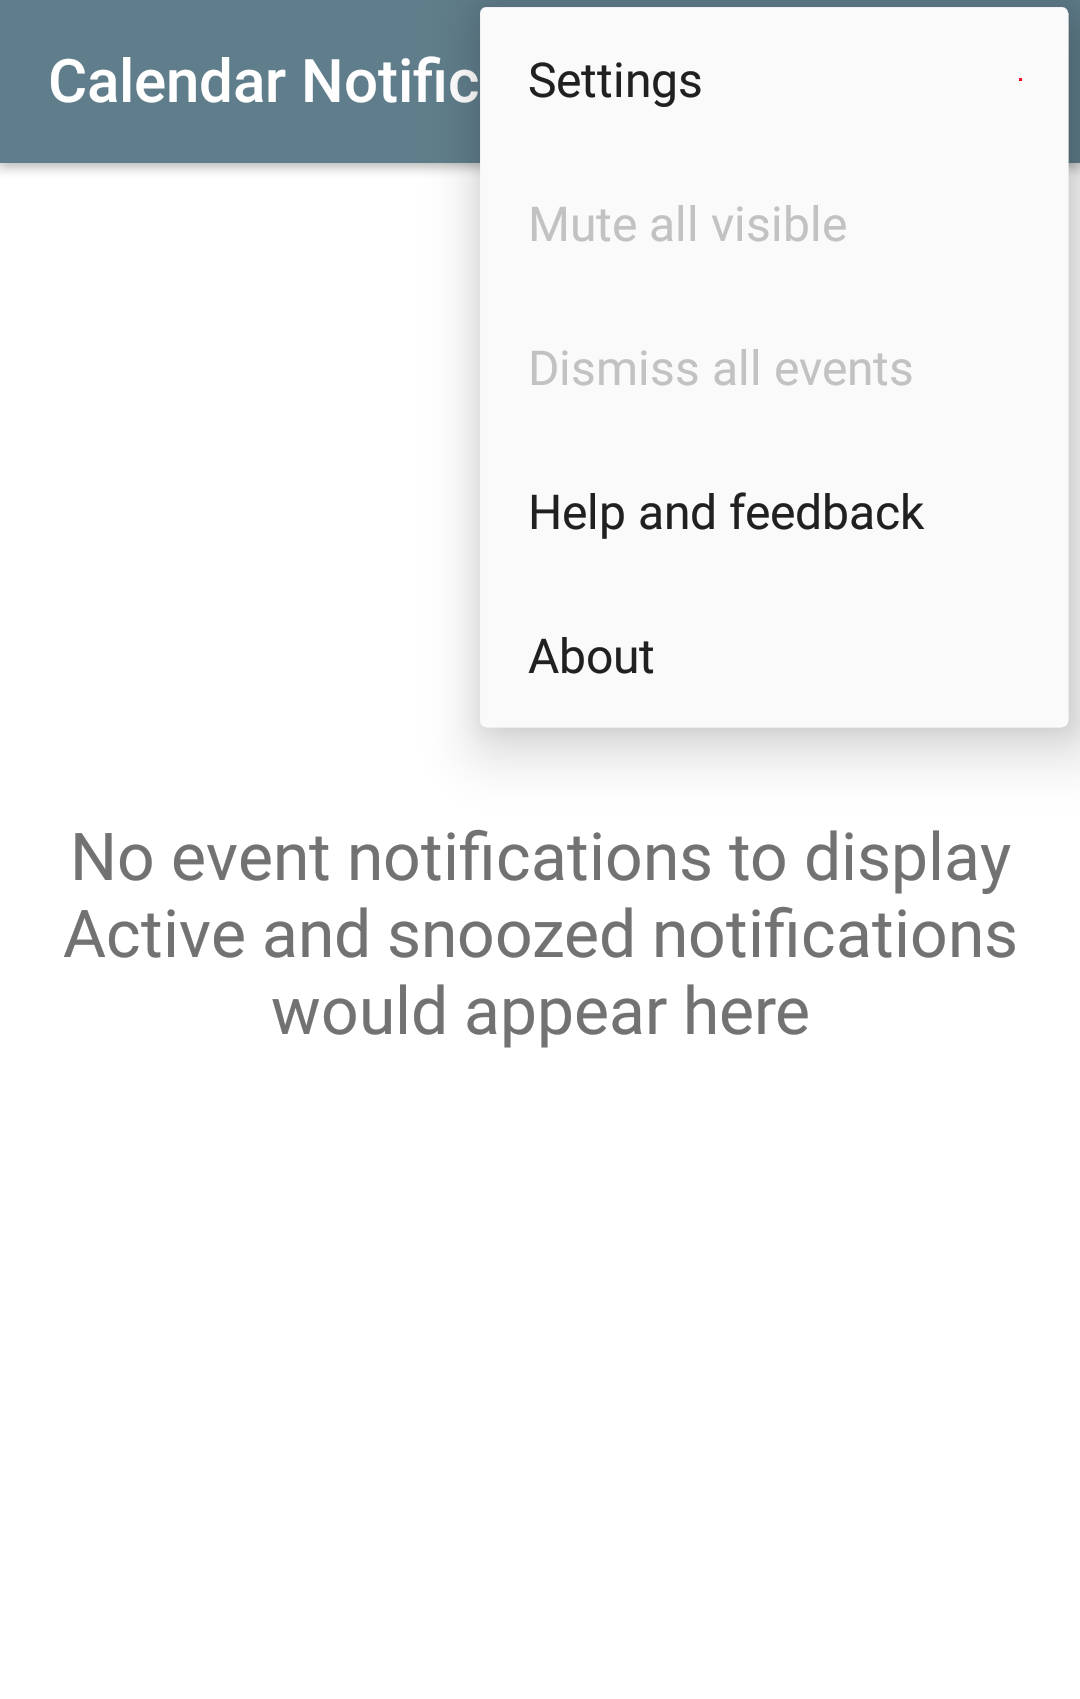 Calendar Notific
Settings
Mute all visible
Dismiss all events
Help and feedback
About
No event notifications to display
Active and snoozed notifications
would appear here